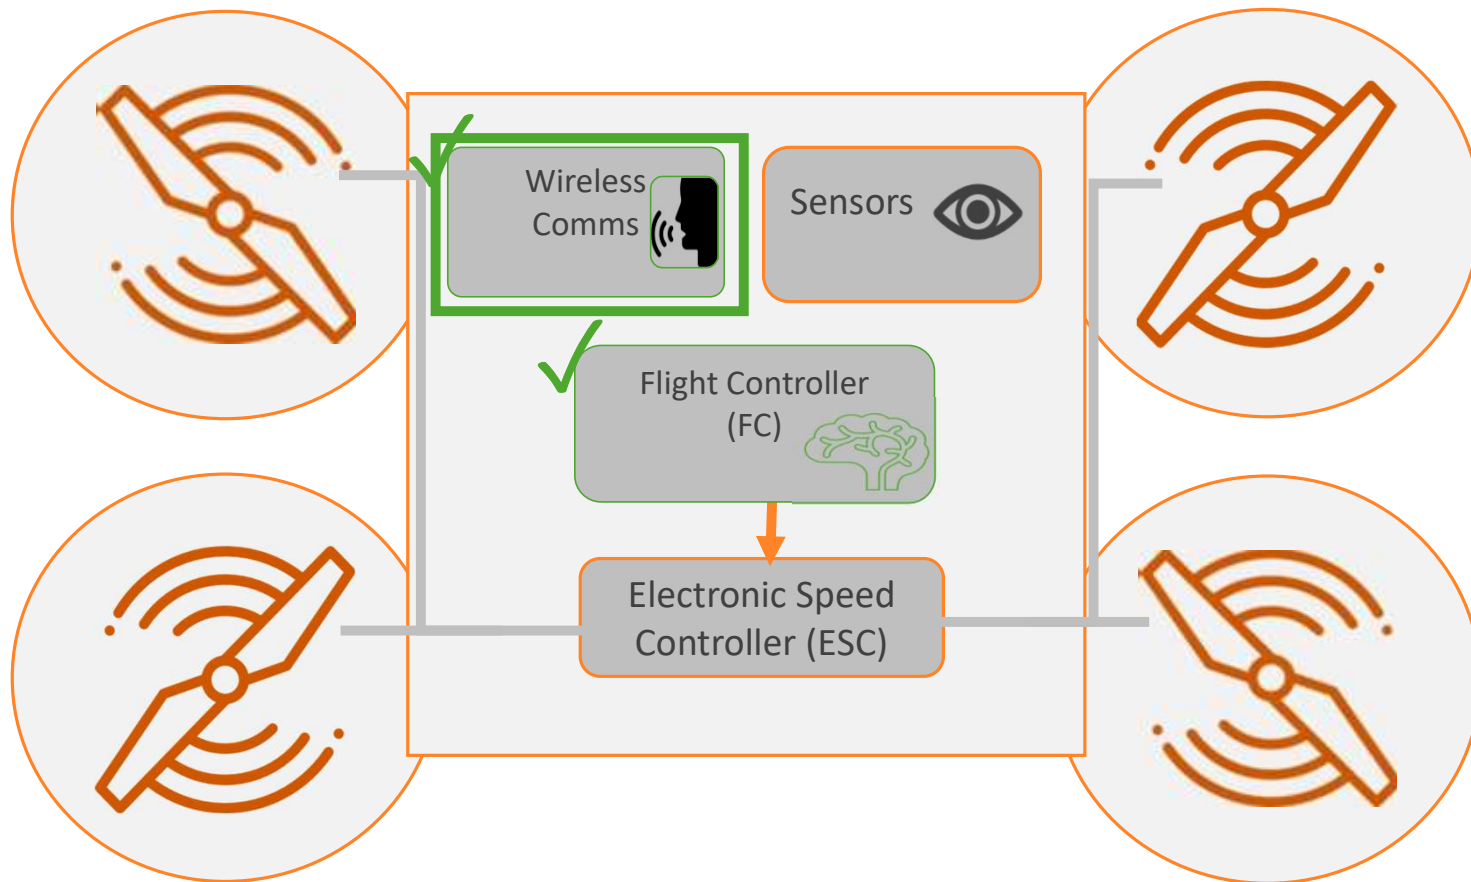 Wireless
Comms
Sensors
Flight Controller
(FC)
Electronic Speed
Controller (ESC)